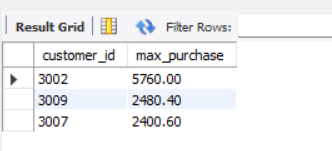 Result Grid Filter Rows:
customer_id max_purchase
3002 5760.00
3009 2480.40
3007 2400.60